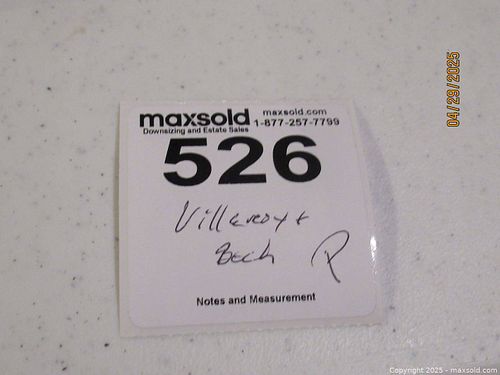 maxsold maxsold.com
Downsizing and Estate Sales 1-877-257-7799
526
Villeroy +
Boch P
Notes and Measurement
04/29/2025
Copyright 2025 - maxsold.com